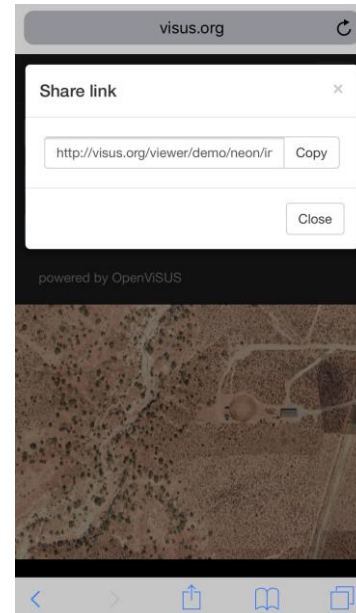 visus.org
Share link
×
http://visus.org/viewer/demo/neon/ir
Copy
Close
powered by OpenViSUS